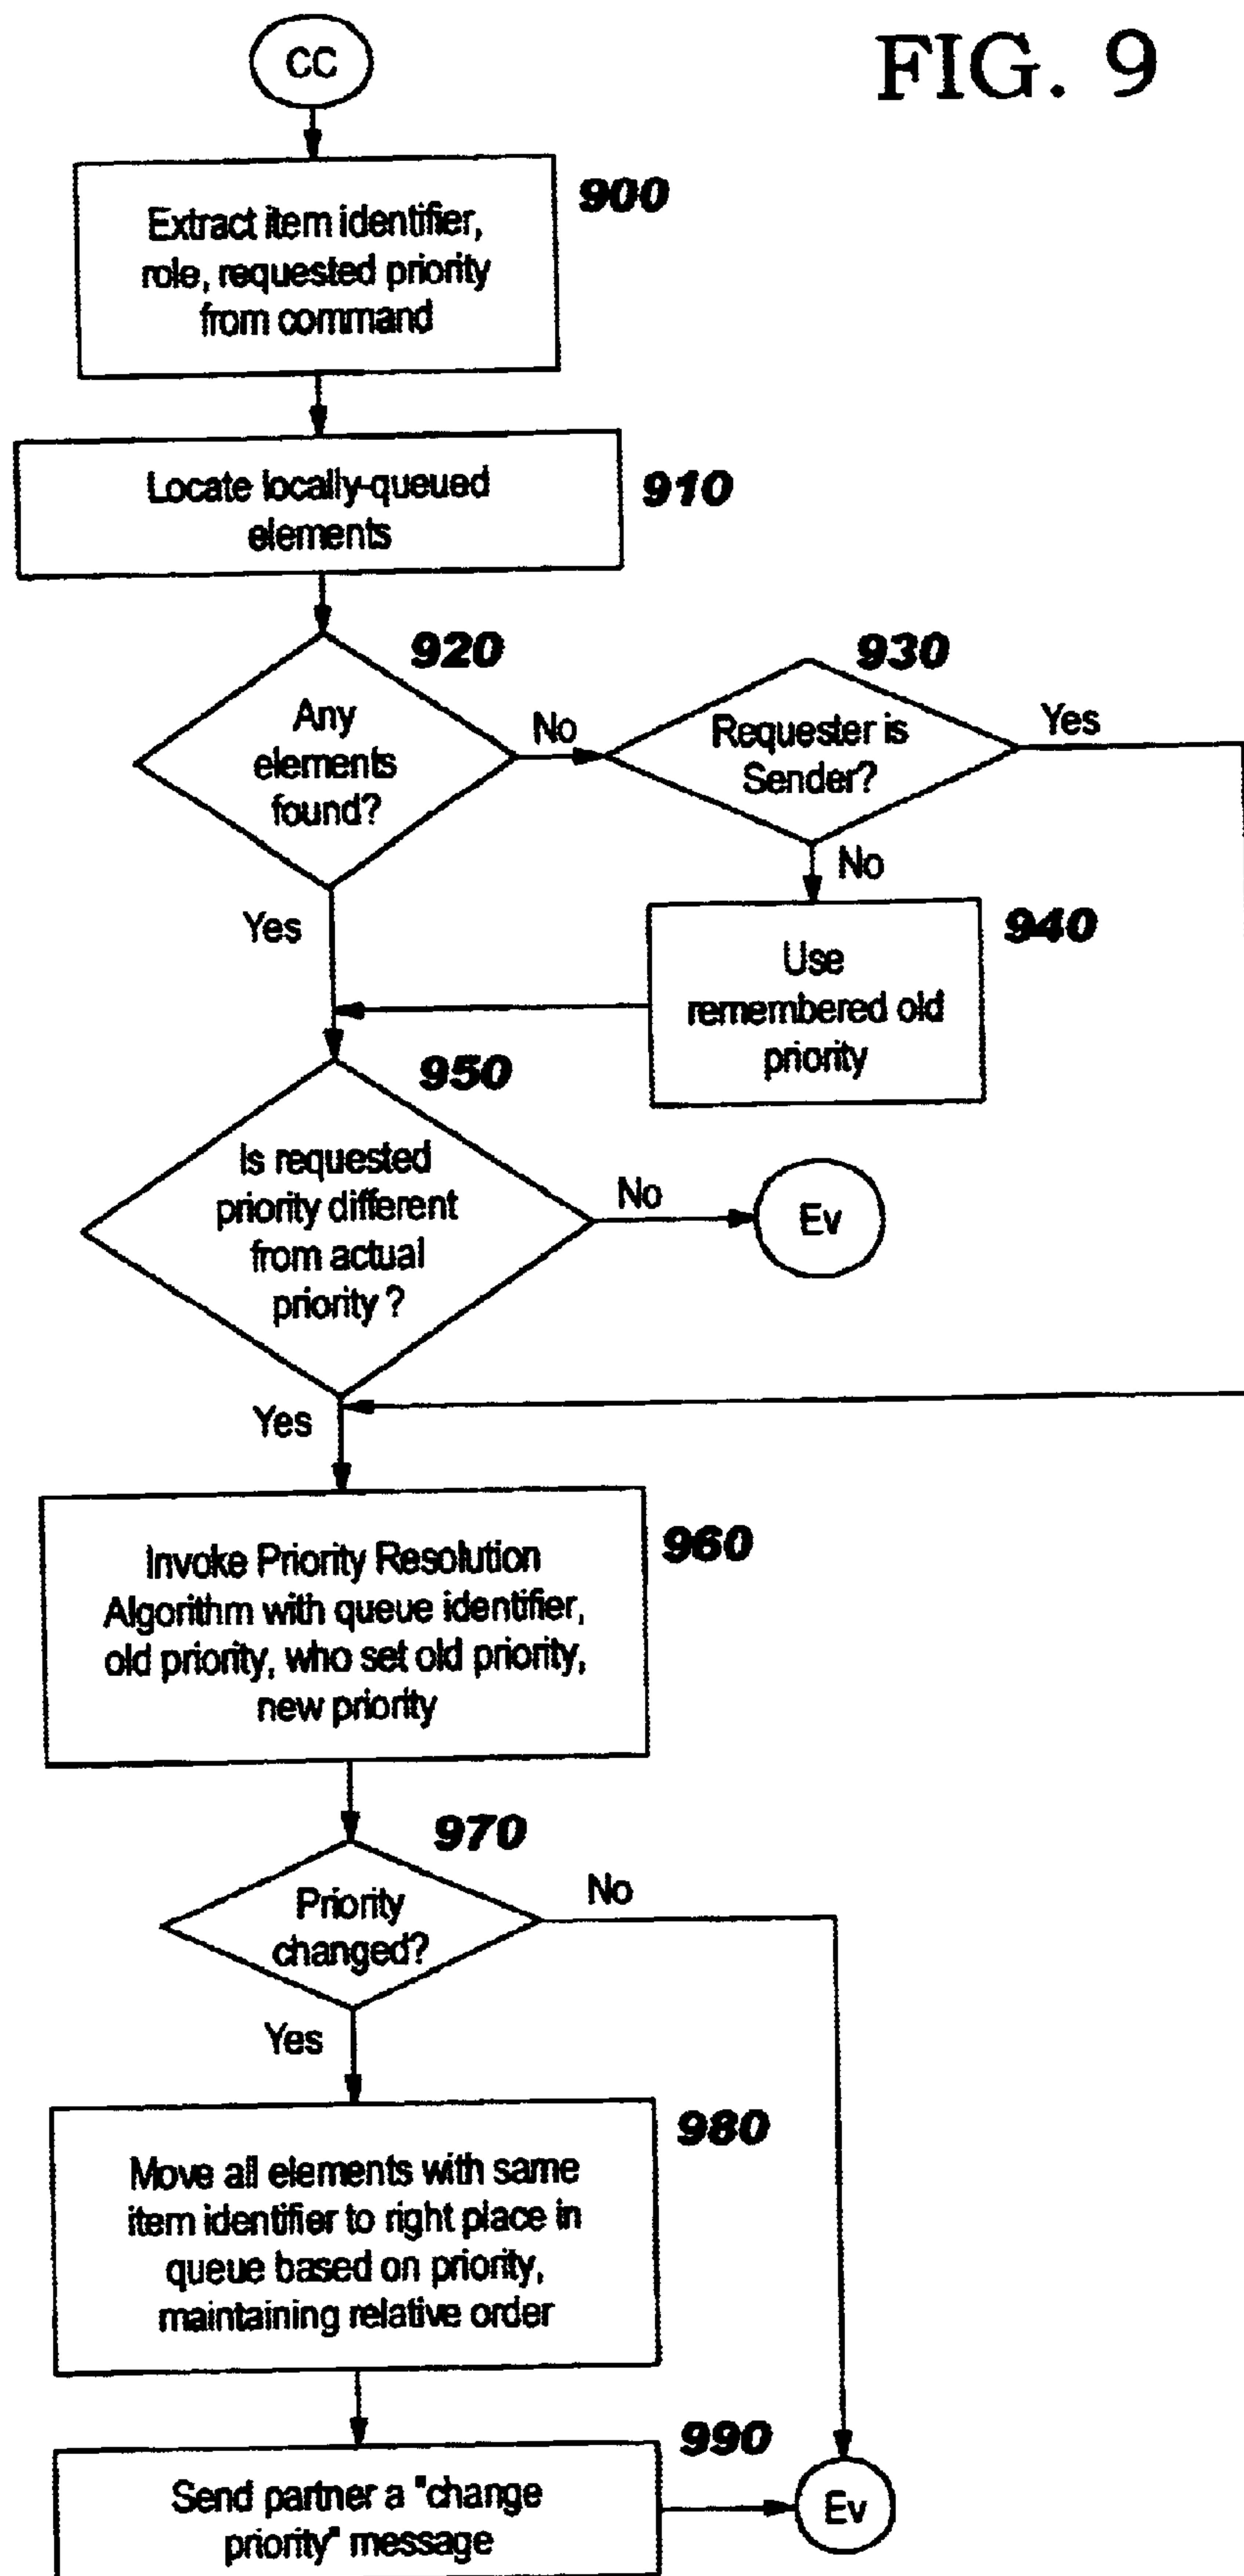 FIG. 9
CC
900
Extract item identifier,
role, requested priority
from command
910
Locate locally-queued
elements
920
Any
elements
found?
No
930
Requester is
Sender?
Yes
No
Yes
940
Use
remembered old
priority
950
Is requested
priority different
from actual
priority ?
No
Ev
Yes
960
Invoke Priority Resolution
Algorithm with queue identifier,
old priority, who set old priority,
new priority
970
Priority
changed?
No
Yes
980
Move all elements with same
item identifier to right place in
queue based on priority,
maintaining relative order
990
Send partner a "change
priority" message
Ev